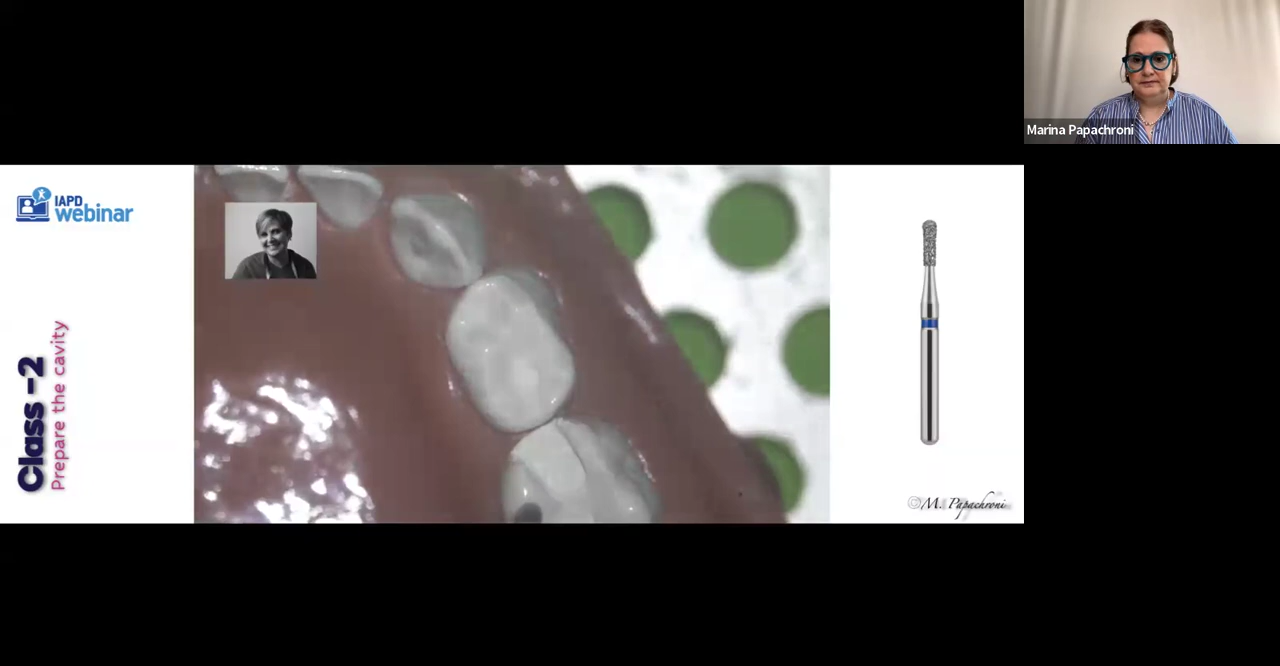 Marina Papachroni
IAPD
webinar
Class -2
Prepare the cavity
©M. Papachroni